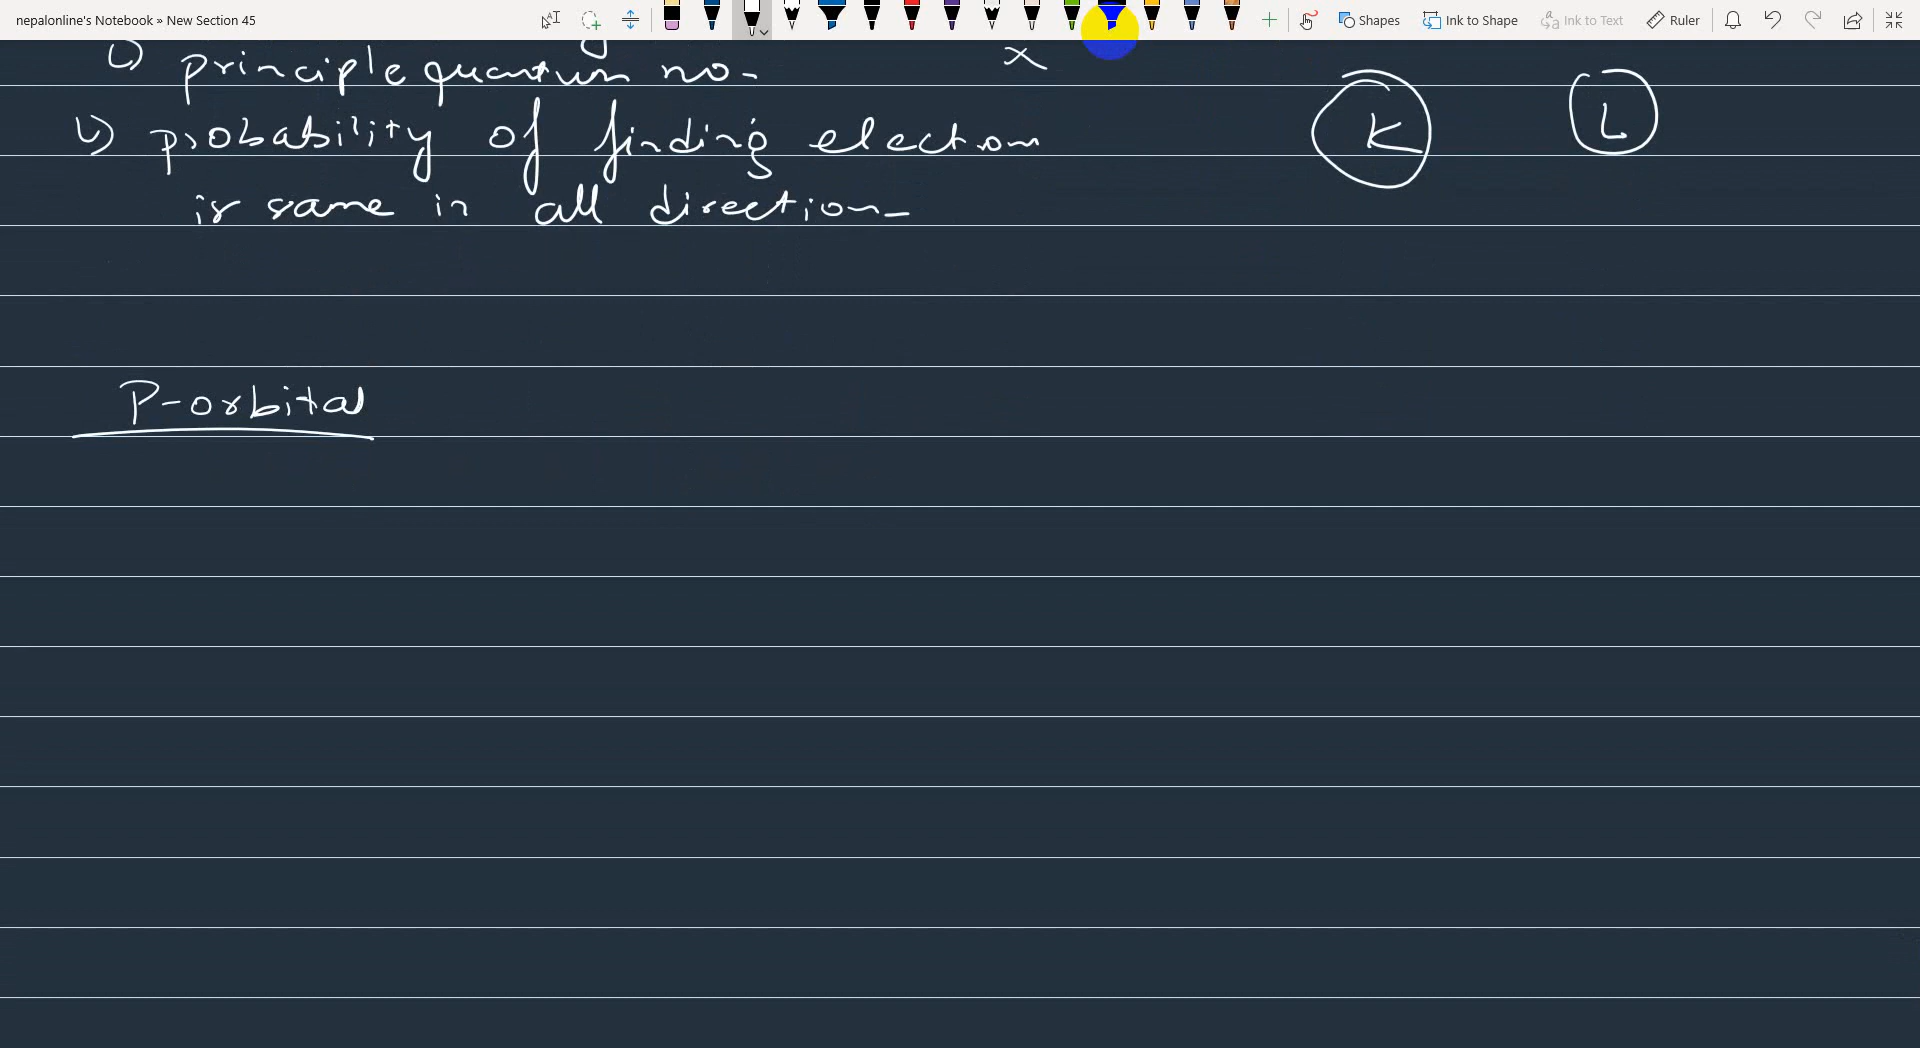 nepalonline's Notebook » New Section 45
Shapes
Ink to Shape
Ink to Text
Ruler
principle quantum no-
x
K
L
v) probability of finding electron
is same in all direction-
P-orbital